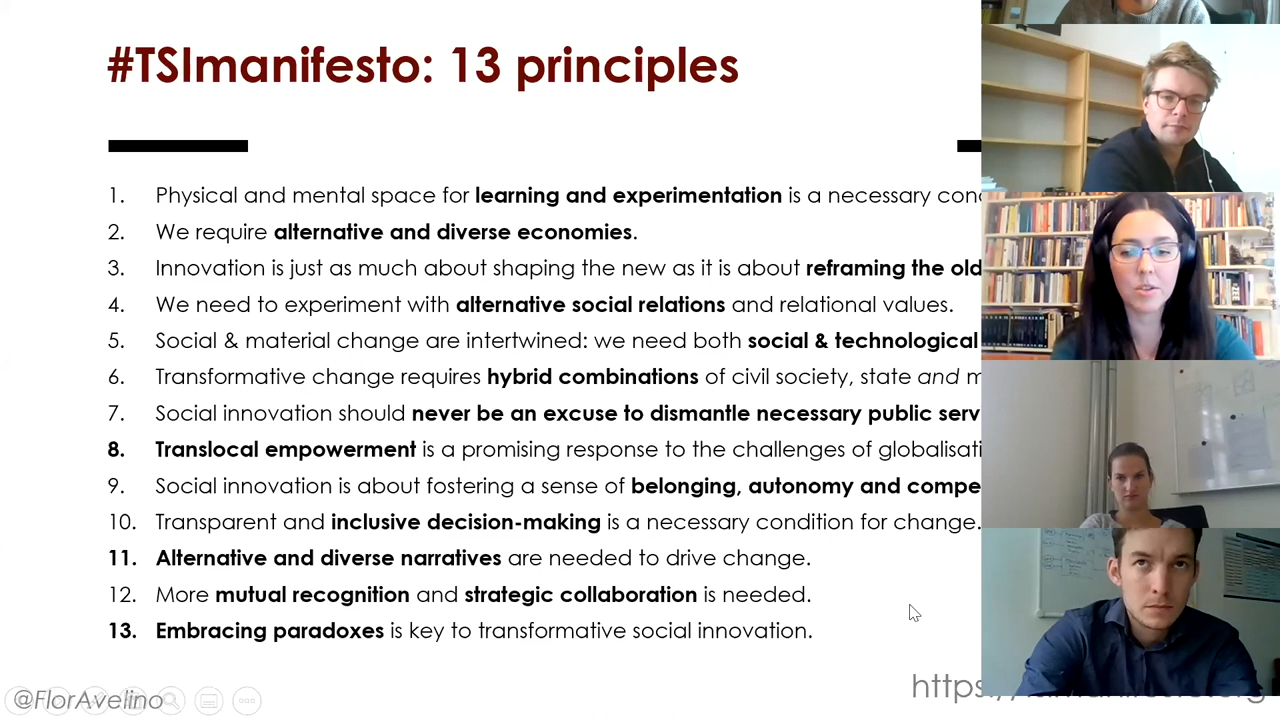 #TSImanifesto: 13 principles
1. Physical and mental space for learning and experimentation is a necessary
2. We require alternative and diverse economies.
3. Innovation is just as much about shaping the new as it is about reframing the old
4. We need to experiment with alternative social relations and relational values.
5. Social & material change are intertwined: we need both social & technological
6. Transformative change requires hybrid combinations of civil society, state and
7. Social innovation should never be an excuse to dismantle necessary public
8. Translocal empowerment is a promising response to the challenges of
9. Social innovation is about fostering a sense of belonging, autonomy and
10. Transparent and inclusive decision-making is a necessary condition for change.
11. Alternative and diverse narratives are needed to drive change.
12. More mutual recognition and strategic collaboration is needed.
13. Embracing paradoxes is key to transformative social innovation.
@FlorAvelino